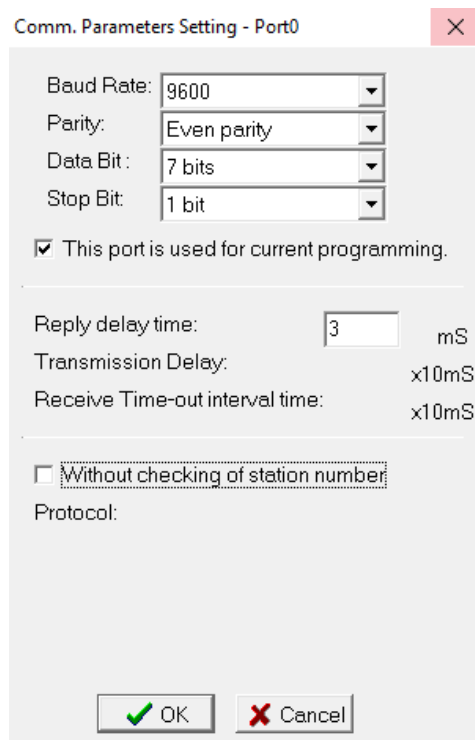 Comm. Parameters Setting - Port0
Baud Rate: 9600
Parity: Even parity
Data Bit : 7 bits
Stop Bit: 1 bit
This port is used for current programming.
Reply delay time: 3 mS
Transmission Delay: x10mS
Receive Time-out interval time: x10mS
Without checking of station number
Protocol:
OK Cancel